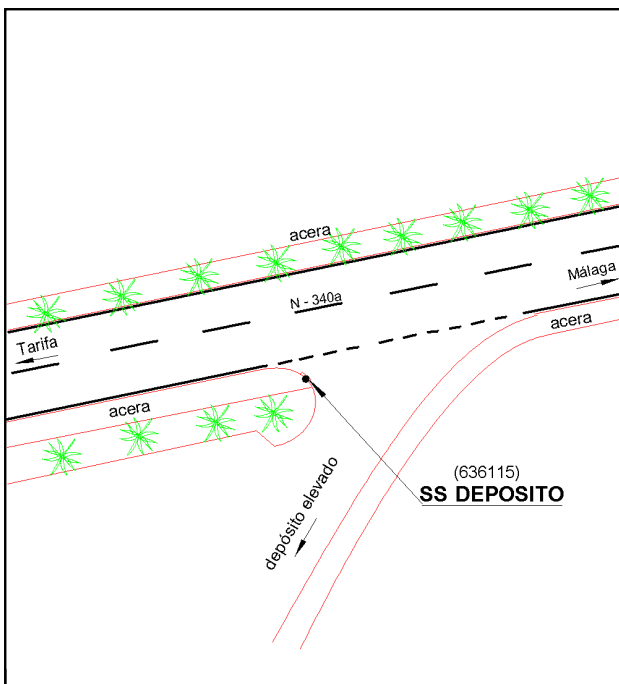 acera
Málaga
N - 340a
Tarifa
acera
acera
(636115)
SS DEPOSITO
depósito elevado